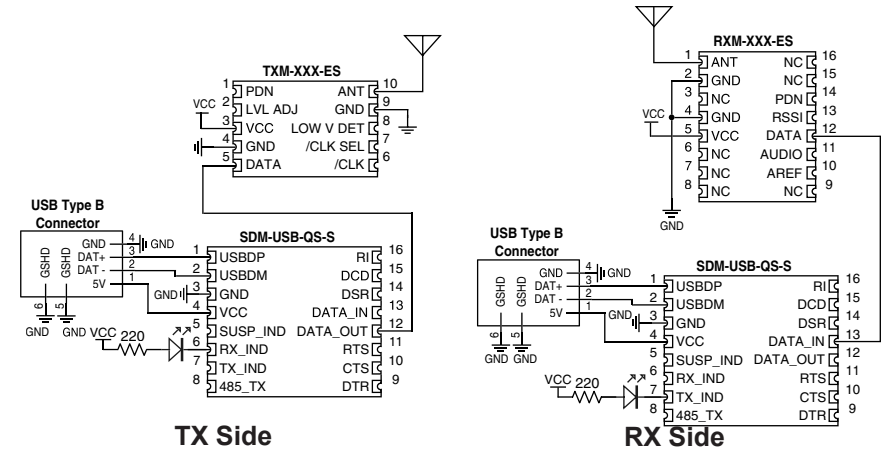 TXM-XXX-ES
1 PDN ANT 10
2 LVL ADJ GND 9
VCC 3 VCC LOW V DET 8
4 GND /CLK SEL 7
5 DATA /CLK 6
USB Type B
Connector
GND 4 GND
DAT+ 3
DAT - 2
5V 1
GSHD GSHD
6 5
GND GND
SDM-USB-QS-S
1 USBDP RI 16
2 USBDM DCD 15
GND 3 GND DSR 14
4 VCC DATA_IN 13
5 SUSP_IND DATA_OUT 12
VCC 220 6 RX_IND RTS 11
7 TX_IND CTS 10
8 485_TX DTR 9
TX Side
RXM-XXX-ES
1 ANT NC 16
2 GND NC 15
3 NC PDN 14
4 GND RSSI 13
VCC 5 VCC DATA 12
6 NC AUDIO 11
7 NC AREF 10
8 NC NC 9
GND
USB Type B
Connector
GND 4 GND
DAT+ 3
DAT - 2
5V 1
GSHD GSHD
6 5
GND GND
SDM-USB-QS-S
1 USBDP RI 16
2 USBDM DCD 15
GND 3 GND DSR 14
4 VCC DATA_IN 13
5 SUSP_IND DATA_OUT 12
6 RX_IND RTS 11
VCC 220 7 TX_IND CTS 10
8 485_TX DTR 9
RX Side